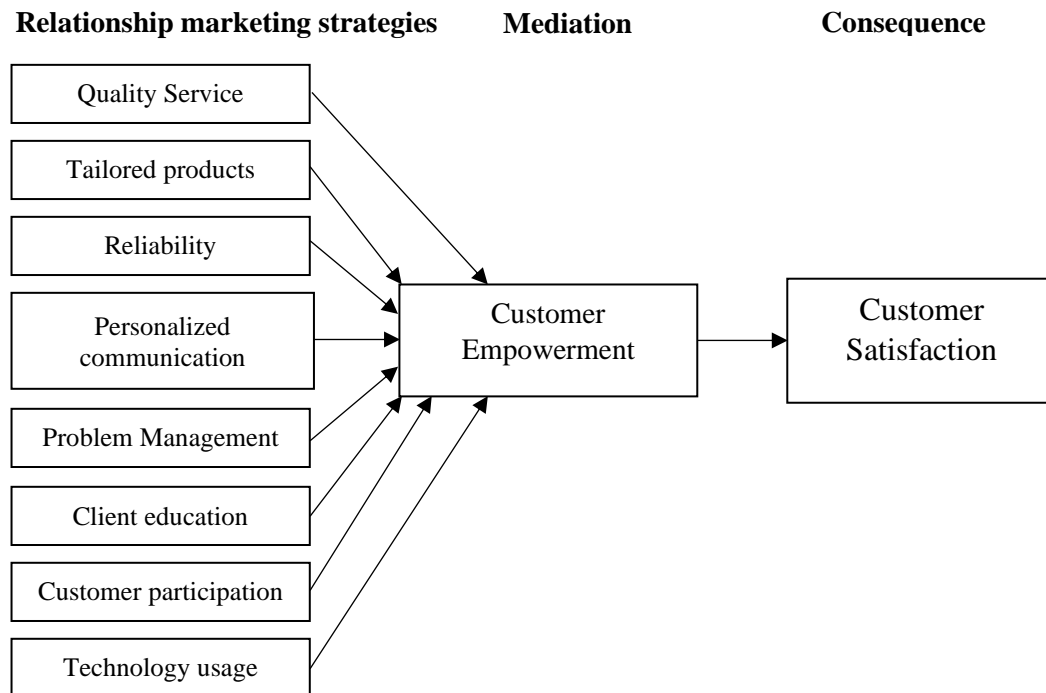 Relationship marketing strategies
Mediation
Consequence
Quality Service
Tailored products
Reliability
Personalized
communication
Problem Management
Client education
Customer participation
Technology usage
Customer
Empowerment
Customer
Satisfaction